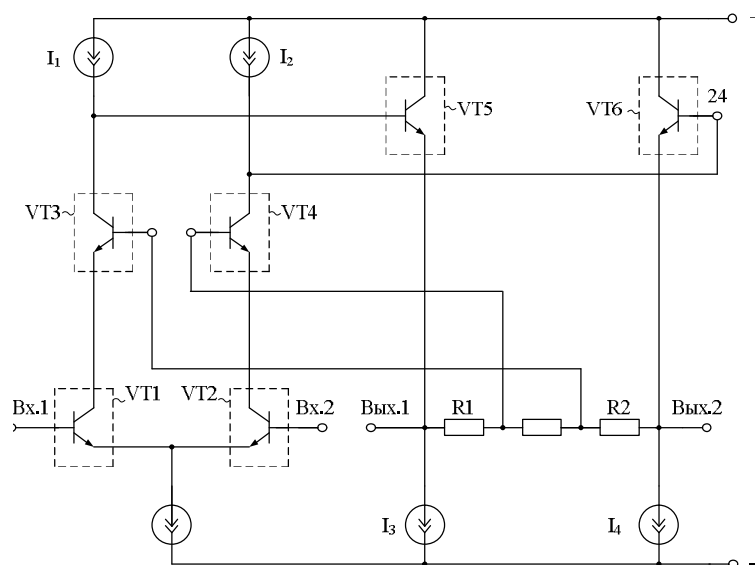 I₁
I₂
VT5
VT6
24
VT3
VT4
VT1
VT2
Вх.1
Вх.2
Вых.1
R1
R2
Вых.2
I₃
I₄